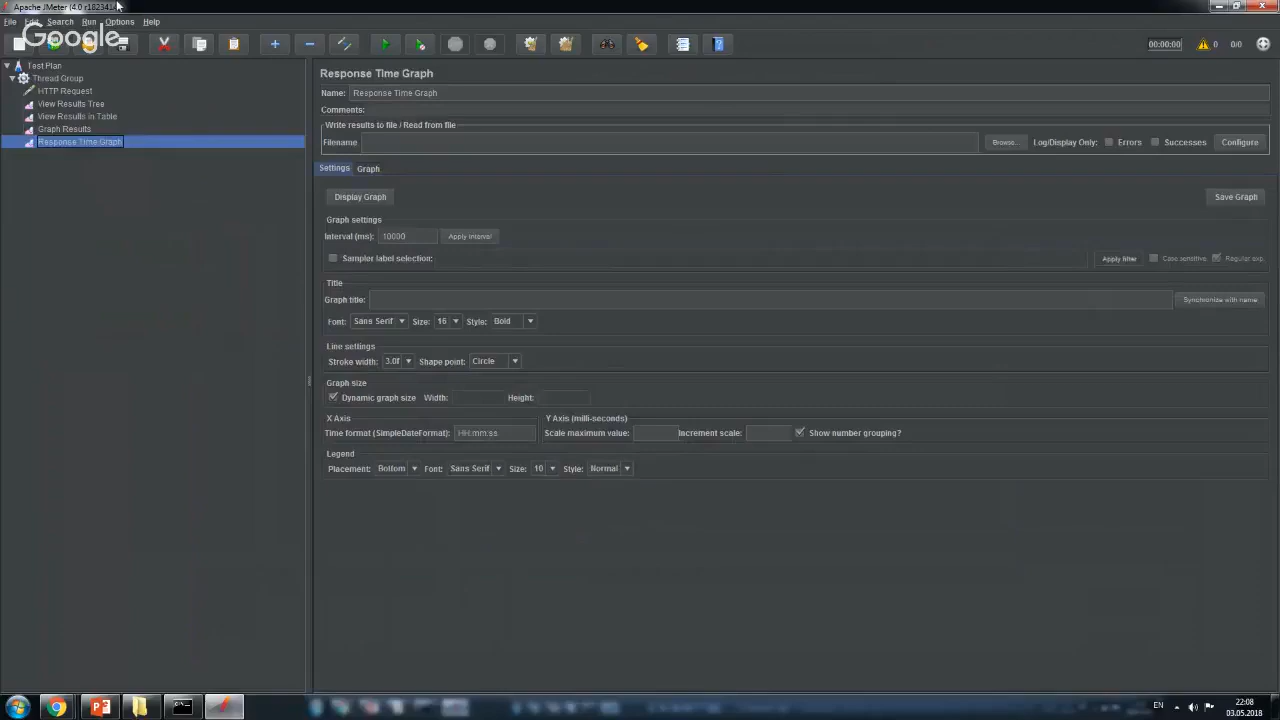 Apache JMeter (4.0 r1823414)
File Edit Search Run Options Help
Google
00:00:00 0 0/0
Test Plan
Thread Group
HTTP Request
View Results Tree
View Results in Table
Graph Results
Response Time Graph
Response Time Graph
Name: Response Time Graph
Comments:
Write results to file / Read from file
Filename Browse... Log/Display Only: Errors Successes Configure
Settings Graph
Display Graph Save Graph
Graph settings
Interval (ms): 10000 Apply interval
Sampler label selection: Apply filter Case sensitive Regular exp.
Title
Graph title: Synchronize with name
Font: Sans Serif Size: 16 Style: Bold
Line settings
Stroke width: 3.0f Shape point: Circle
Graph size
Dynamic graph size Width: Height:
X Axis Y Axis (milli-seconds)
Time format (SimpleDateFormat): HH:mm:ss Scale maximum value: Increment scale: Show number grouping?
Legend
Placement: Bottom Font: Sans Serif Size: 10 Style: Normal
EN 22:08
03.05.2018